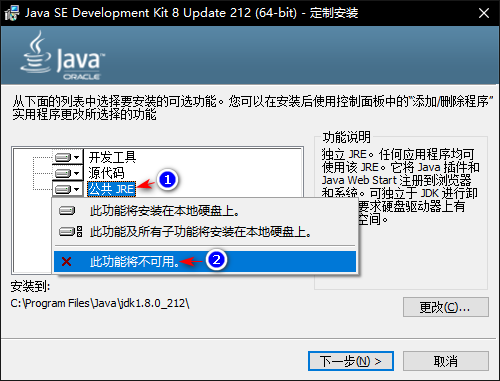 Java SE Development Kit 8 Update 212 (64-bit) - 定制安装
Java
ORACLE
从下面的列表中选择要安装的可选功能。您可以在安装后使用控制面板中的"添加/删除程序"
实用程序更改所选择的功能
开发工具
源代码
公共 JRE
1
此功能将安装在本地硬盘上。
此功能及所有子功能将安装在本地硬盘上。
此功能将不可用。
2
功能说明
独立 JRE。任何应用程序均可
使用该 JRE。它将 Java 插件和
Java Web Start 注册到浏览器
和系统。可独立于 JDK 进行卸
要求硬盘驱动器上有
空间。
安装到:
C:\Program Files\Java\jdk1.8.0_212\
更改(C)...
下一步(N) >
取消